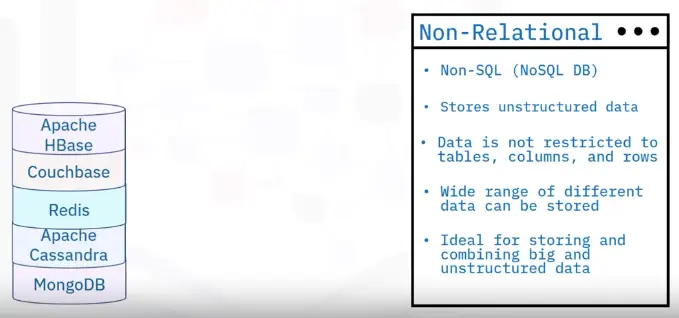 Non-Relational
• Non-SQL (NoSQL DB)
• Stores unstructured data
• Data is not restricted to
tables, columns, and rows
• Wide range of different
data can be stored
• Ideal for storing and
combining big and
unstructured data
Apache
HBase
Couchbase
Redis
Apache
Cassandra
MongoDB